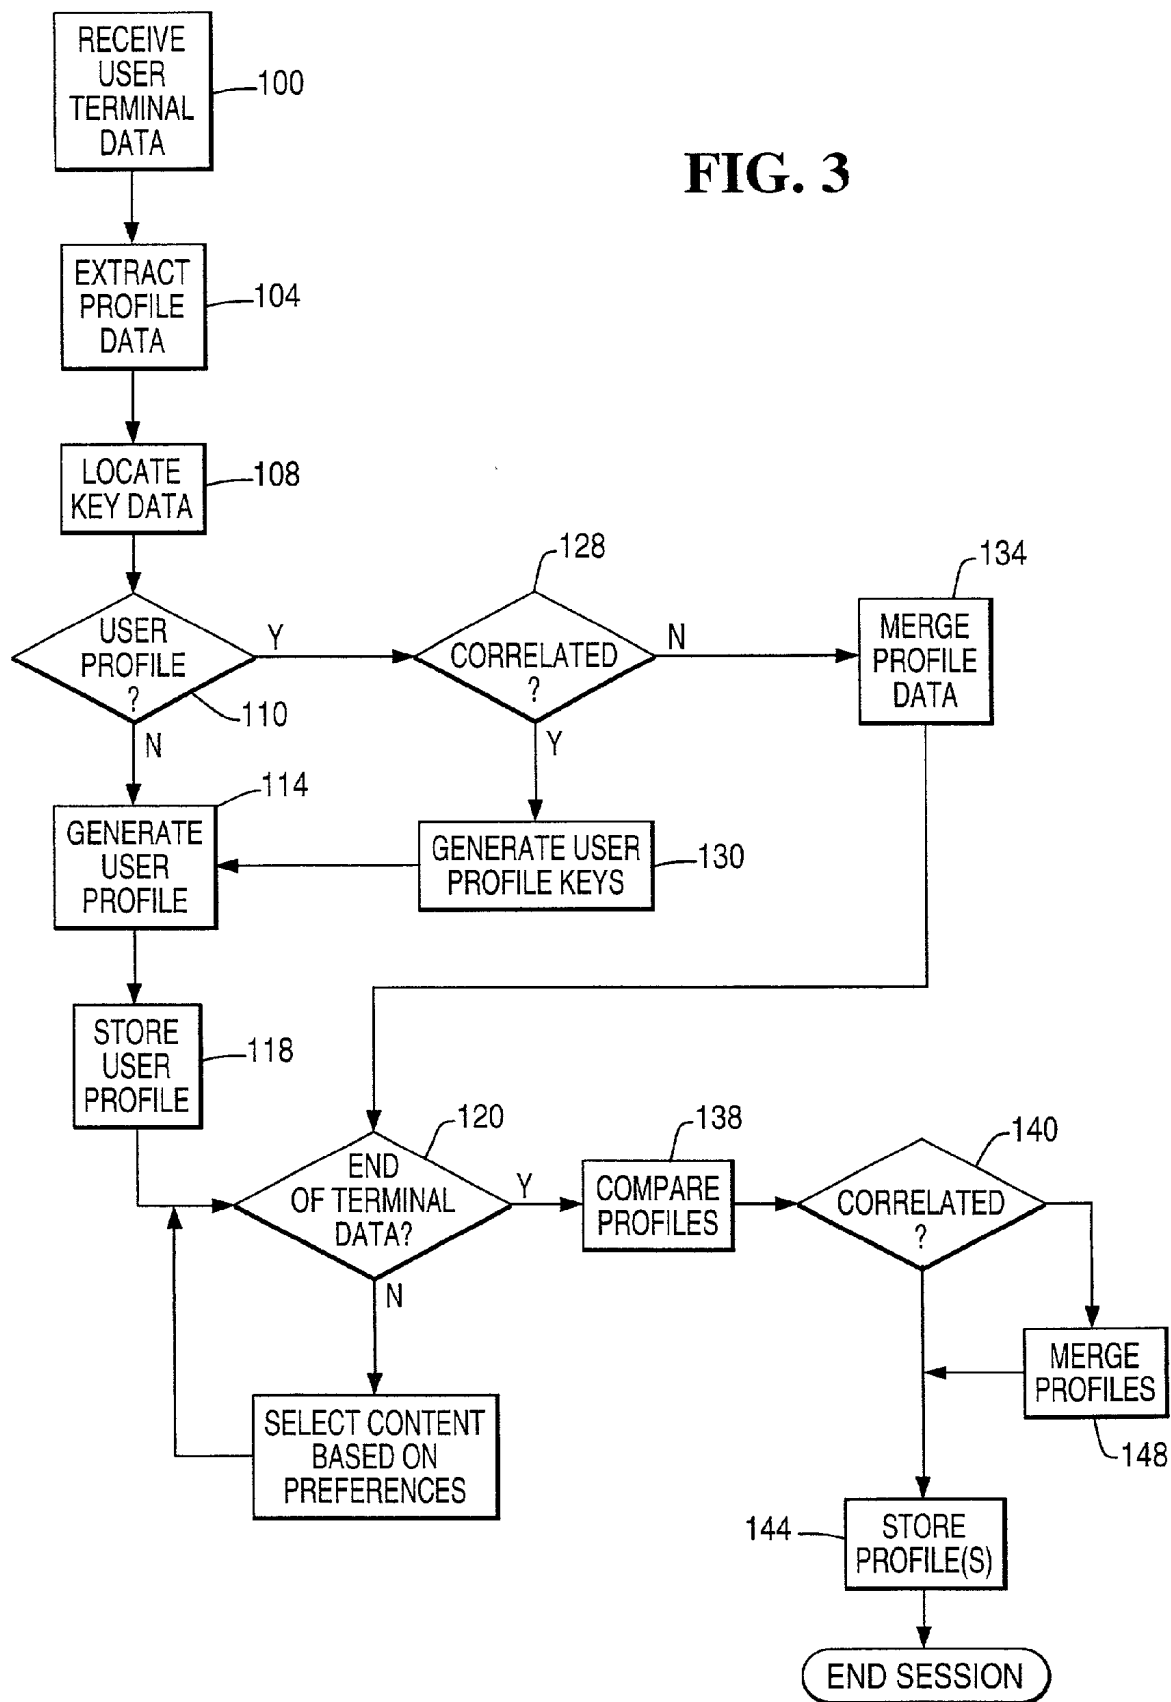 RECEIVE
USER
TERMINAL
DATA
100
FIG. 3
EXTRACT
PROFILE
DATA
104
LOCATE
KEY DATA
108
USER
PROFILE
?
110
Y
N
128
CORRELATED
?
N
Y
134
MERGE
PROFILE
DATA
114
GENERATE
USER
PROFILE
GENERATE USER
PROFILE KEYS
130
STORE
USER
PROFILE
118
120
END
OF TERMINAL
DATA?
Y
N
138
COMPARE
PROFILES
140
CORRELATED
?
MERGE
PROFILES
148
SELECT CONTENT
BASED ON
PREFERENCES
144
STORE
PROFILE(S)
END SESSION